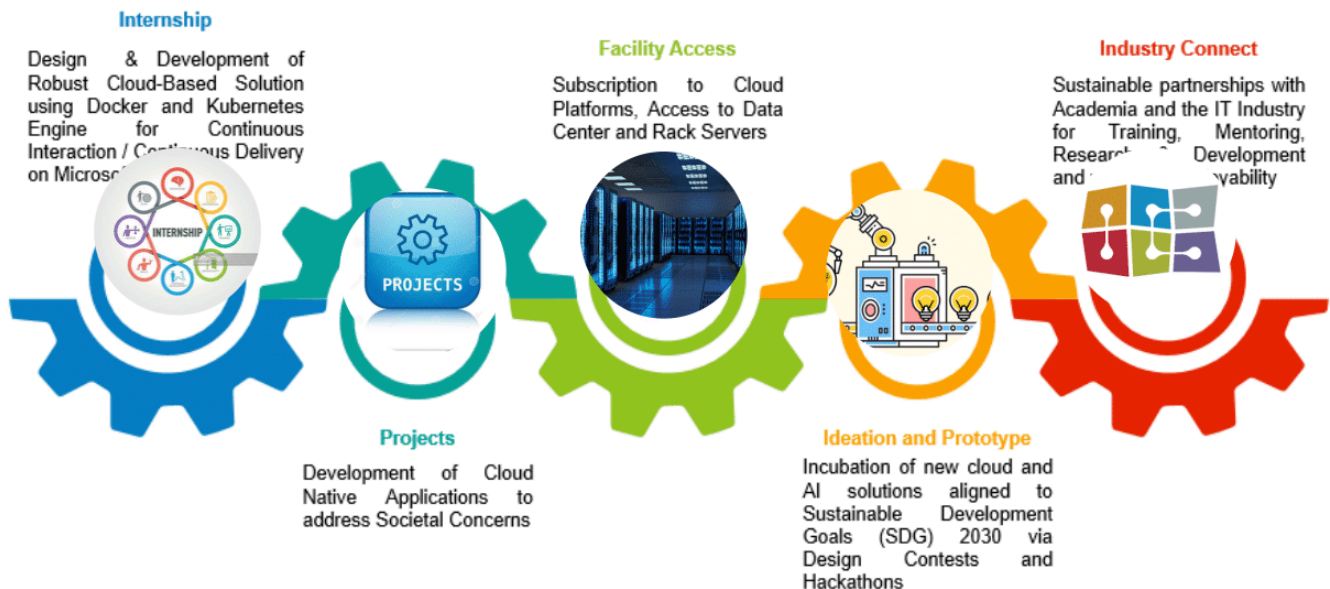 Internship
Design & Development of
Robust Cloud-Based Solution
using Docker and Kubernetes
Engine for Continuous
Interaction / Continuous Delivery
on
INTERNSHIP
PROJECTS
Projects
Development of Cloud
Native Applications to
address Societal Concerns
Facility Access
Subscription to Cloud
Platforms, Access to Data
Center and Rack Servers
Ideation and Prototype
Incubation of new cloud and
AI solutions aligned to
Sustainable Development
Goals (SDG) 2030 via
Design Contests and
Hackathons
Industry Connect
Sustainable partnerships with
Academia and the IT Industry
for Training, Mentoring,
Research & Development
and